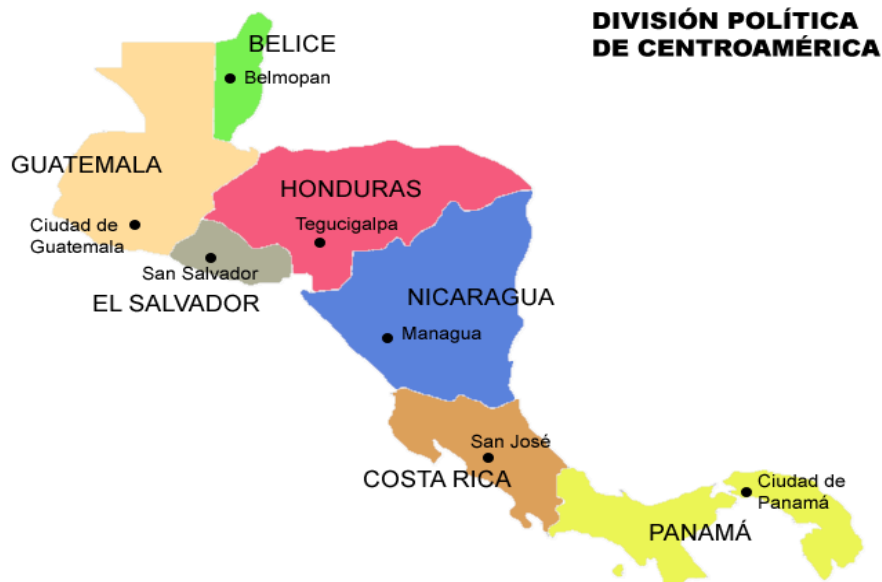 DIVISIÓN POLÍTICA
DE CENTROAMÉRICA
BELICE
Belmopan
GUATEMALA
Ciudad de
Guatemala
HONDURAS
Tegucigalpa
San Salvador
EL SALVADOR
NICARAGUA
Managua
San José
COSTA RICA
Ciudad de
Panamá
PANAMÁ